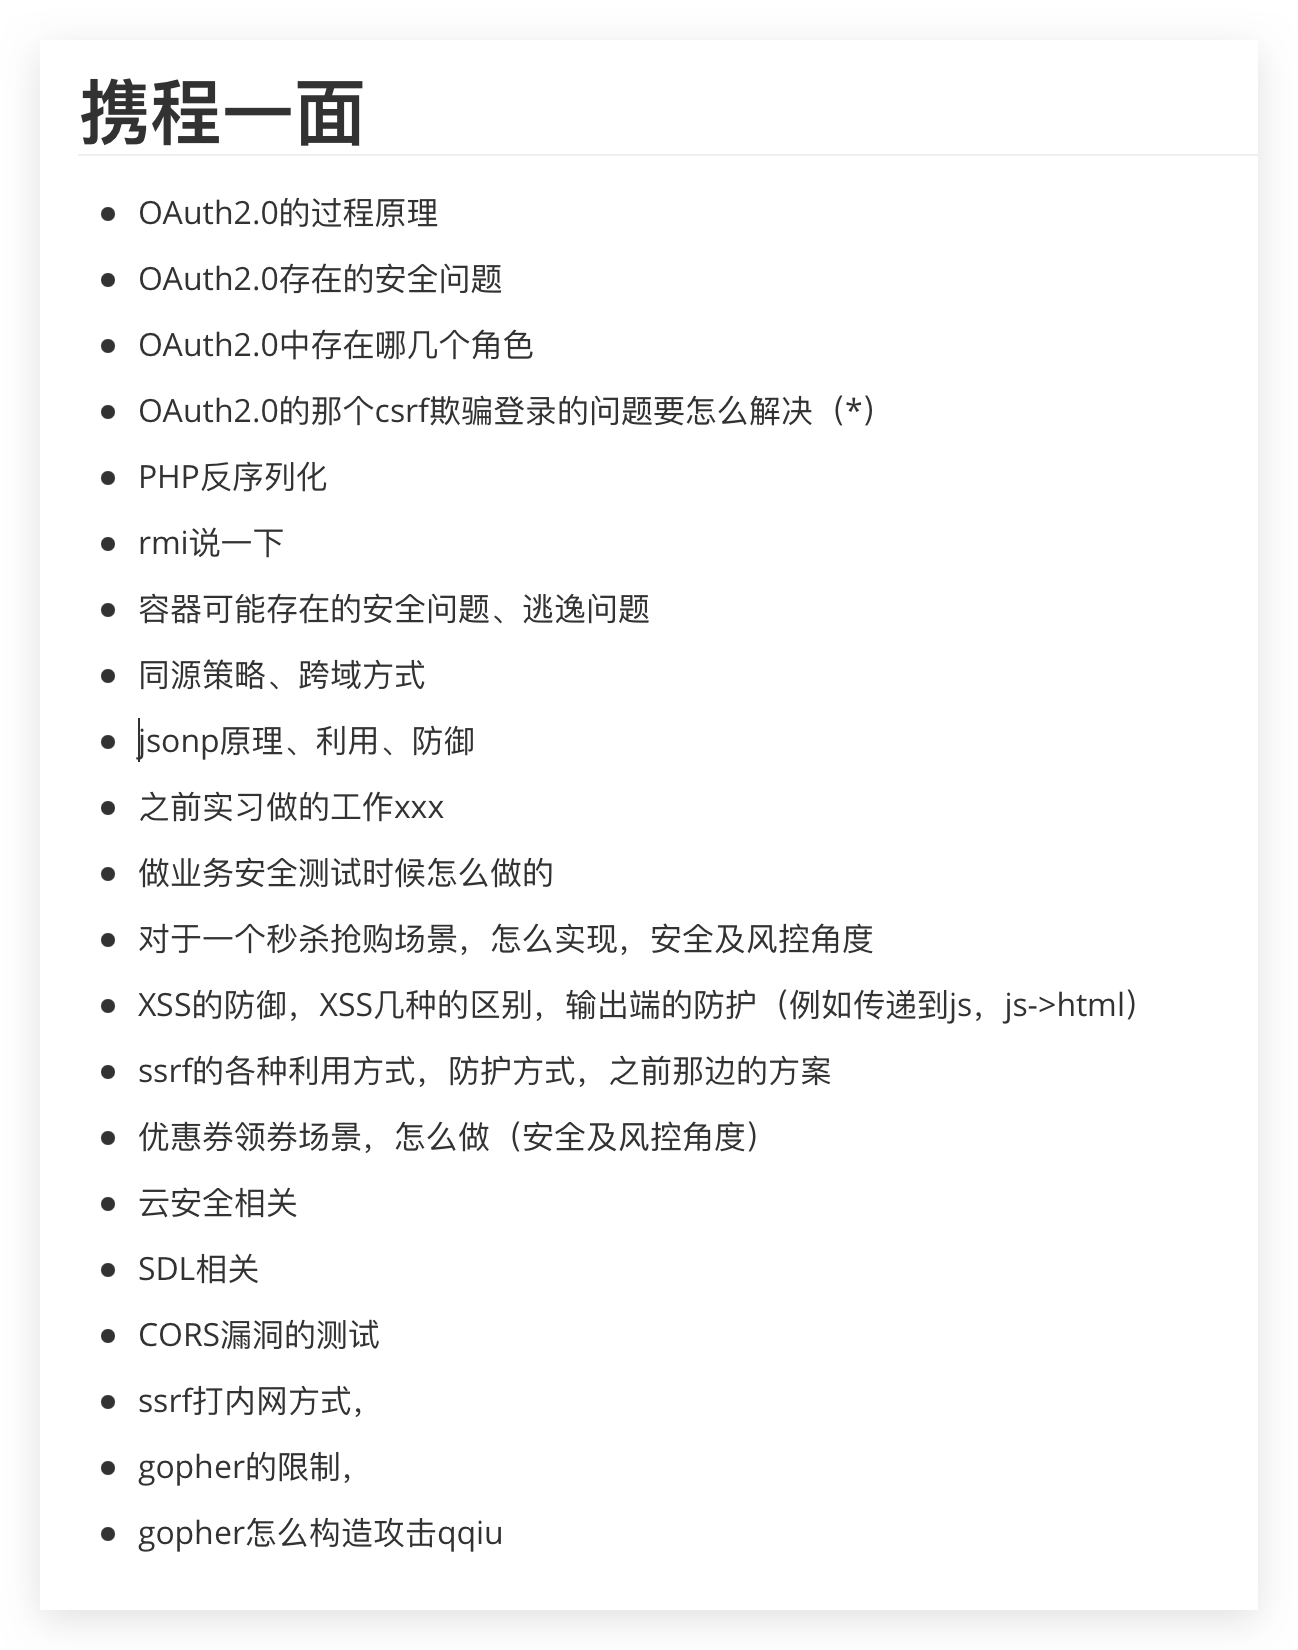 携程一面
OAuth2.0的过程原理
OAuth2.0存在的安全问题
OAuth2.0中存在哪几个角色
OAuth2.0的那个csrf欺骗登录的问题要怎么解决（*）
PHP反序列化
rmi说一下
容器可能存在的安全问题、逃逸问题
同源策略、跨域方式
jsonp原理、利用、防御
之前实习做的工作xxx
做业务安全测试时候怎么做的
对于一个秒杀抢购场景，怎么实现，安全及风控角度
XSS的防御，XSS几种的区别，输出端的防护（例如传递到js，js->html）
ssrf的各种利用方式，防护方式，之前那边的方案
优惠券领券场景，怎么做（安全及风控角度）
云安全相关
SDL相关
CORS漏洞的测试
ssrf打内网方式，
gopher的限制，
gopher怎么构造攻击qqiu